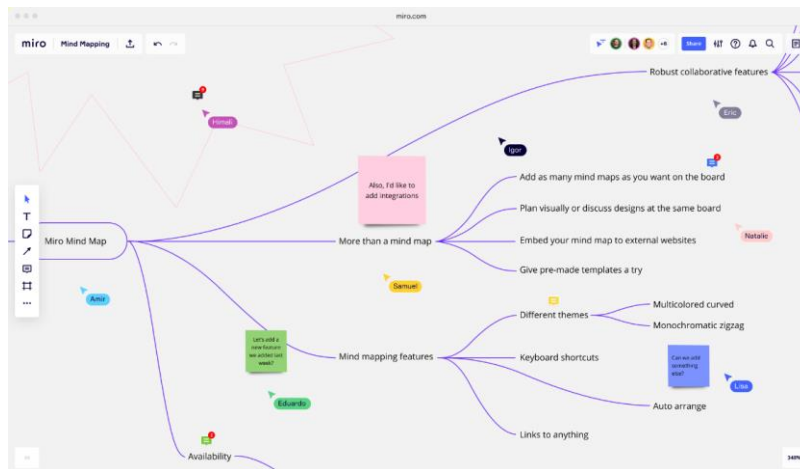 miro.com
miro
Mind Mapping
+8
Share
Robust collaborative features
Himali
Eric
Igor
Also, I'd like to
add integrations
Add as many mind maps as you want on the board
Plan visually or discuss designs at the same board
Miro Mind Map
More than a mind map
Embed your mind map to external websites
Natalie
Give pre-made templates a try
Samuel
Amir
Multicolored curved
Different themes
Monochromatic zigzag
Let's add a
new feature
we added last
week?
Mind mapping features
Keyboard shortcuts
Can we add
something
else?
Lisa
Eduardo
Auto arrange
Links to anything
Availability